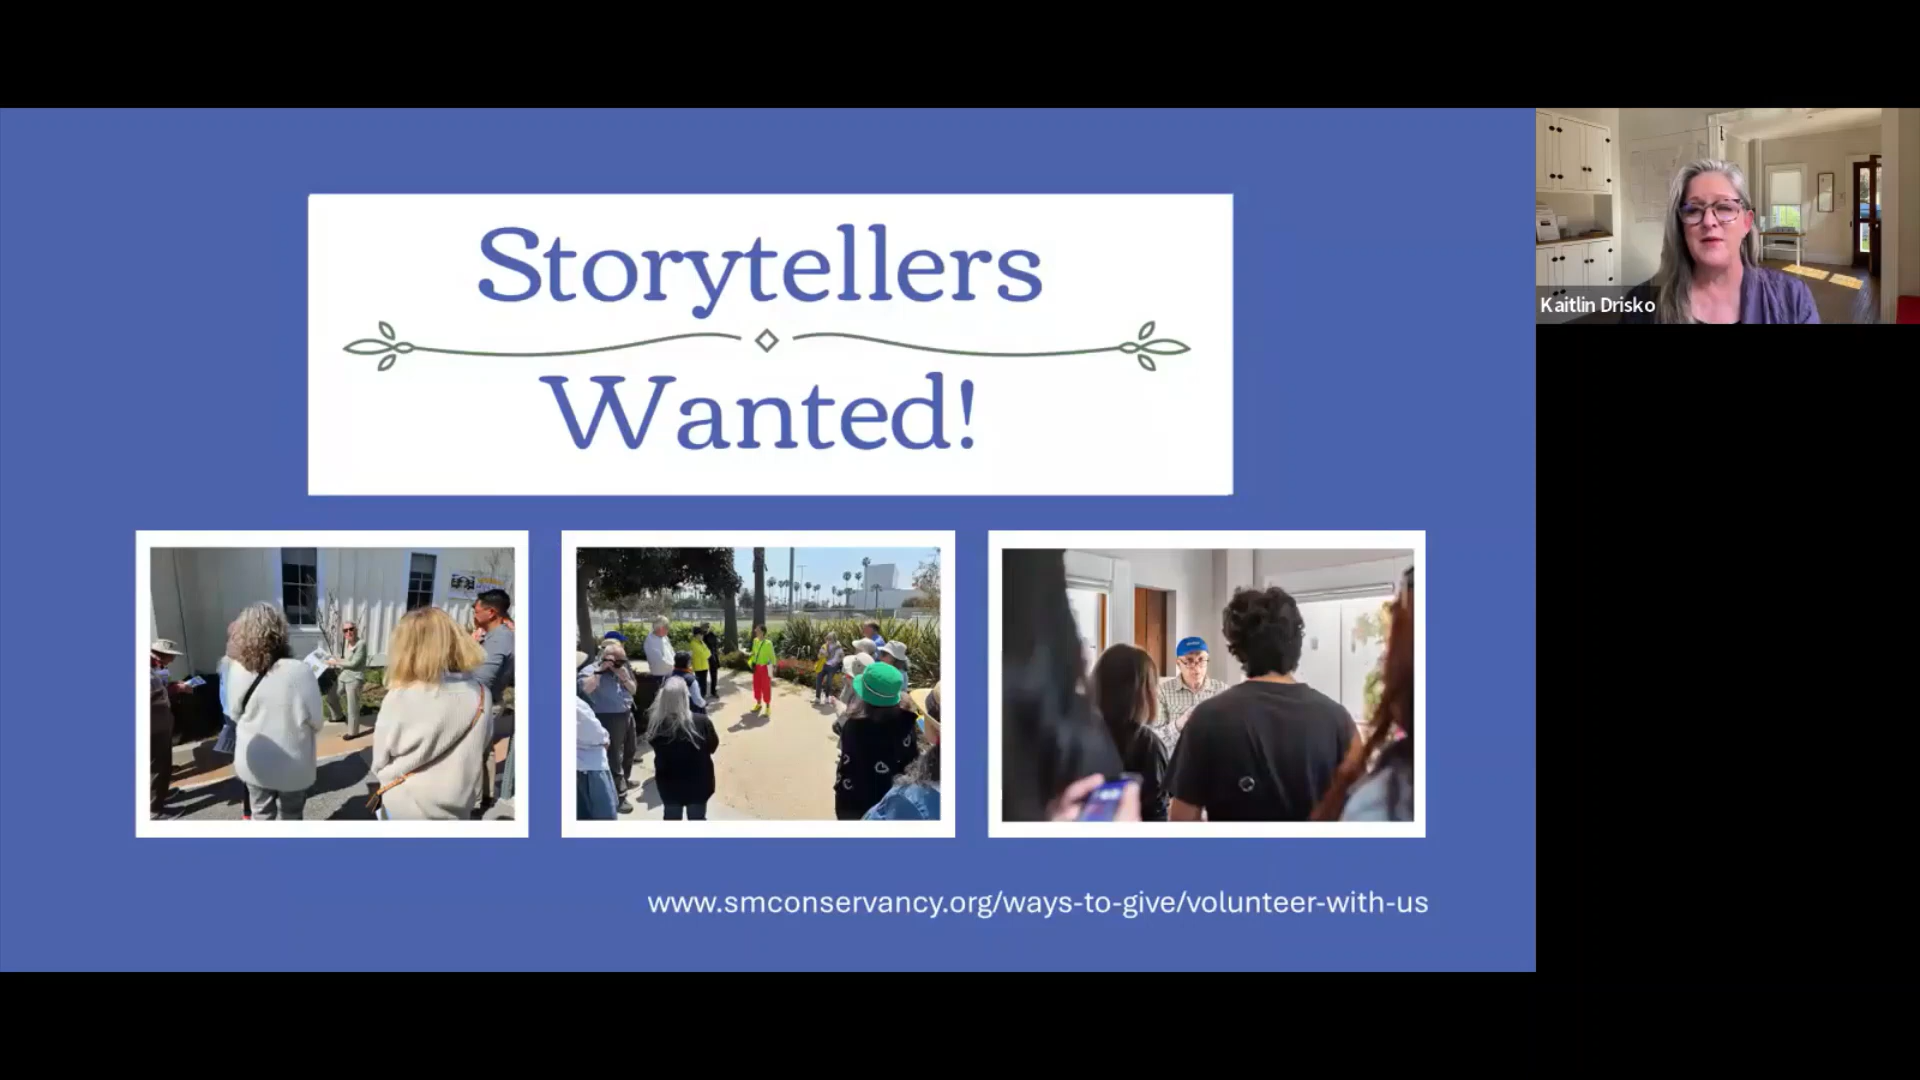 Storytellers
Wanted!
Kaitlin Drisko
www.smconservancy.org/ways-to-give/volunteer-with-us